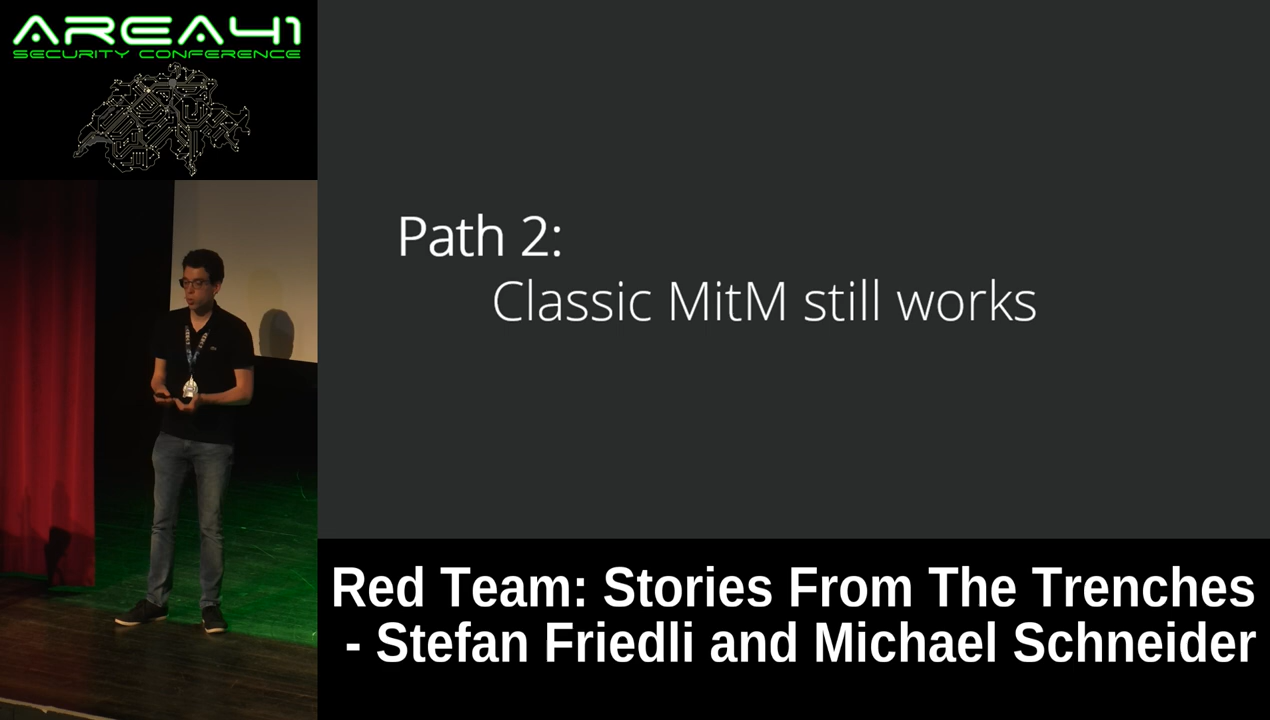 AREA41
SECURITY CONFERENCE
Path 2:
Classic MitM still works
Red Team: Stories From The Trenches
- Stefan Friedli and Michael Schneider